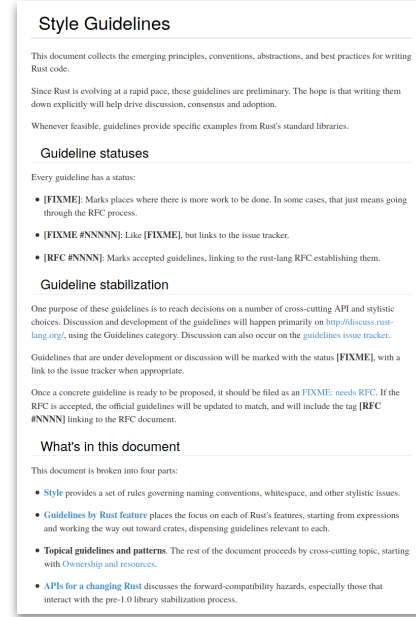 Style Guidelines
This document collects the emerging principles, conventions, abstractions, and best practices for writing
Rust code.
Since Rust is evolving at a rapid pace, these guidelines are preliminary. The hope is that writing them
down explicitly will help drive discussion, consensus and adoption.
Whenever feasible, guidelines provide specific examples from Rust's standard libraries.
Guideline statuses
Every guideline has a status:
• [FIXME]: Marks places where there is more work to be done. In some cases, that just means going
through the RFC process.
• [FIXME #NNNNN]: Like [FIXME], but links to the issue tracker.
• [RFC #NNNN]: Marks accepted guidelines, linking to the rust-lang RFC establishing them.
Guideline stabilization
One purpose of these guidelines is to reach decisions on a number of cross-cutting API and stylistic
choices. Discussion and development of the guidelines will happen primarily on http://discuss.rust-
lang.org/, using the Guidelines category. Discussion can also occur on the guidelines issue tracker.
Guidelines that are under development or discussion will be marked with the status [FIXME], with a
link to the issue tracker when appropriate.
Once a concrete guideline is ready to be proposed, it should be filed as an FIXME: needs RFC. If the
RFC is accepted, the official guidelines will be updated to match, and will include the tag [RFC
#NNNN] linking to the RFC document.
What's in this document
This document is broken into four parts:
• Style provides a set of rules governing naming conventions, whitespace, and other stylistic issues.
• Guidelines by Rust feature places the focus on each of Rust's features, starting from expressions
and working the way out toward crates, dispensing guidelines relevant to each.
• Topical guidelines and patterns. The rest of the document proceeds by cross-cutting topic, starting
with Ownership and resources.
• APIs for a changing Rust discusses the forward-compatibility hazards, especially those that
interact with the pre-1.0 library stabilization process.